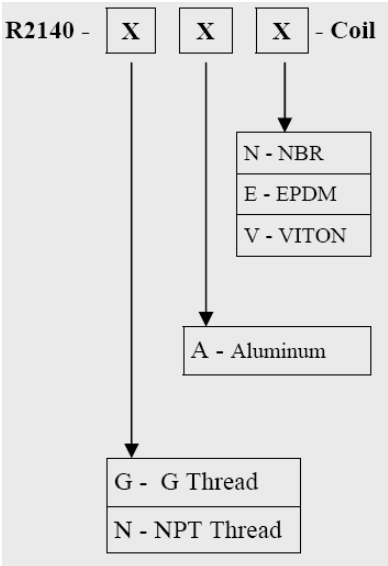 R2140 - X X X - Coil
N - NBR
E - EPDM
V - VITON
A - Aluminum
G - G Thread
N - NPT Thread